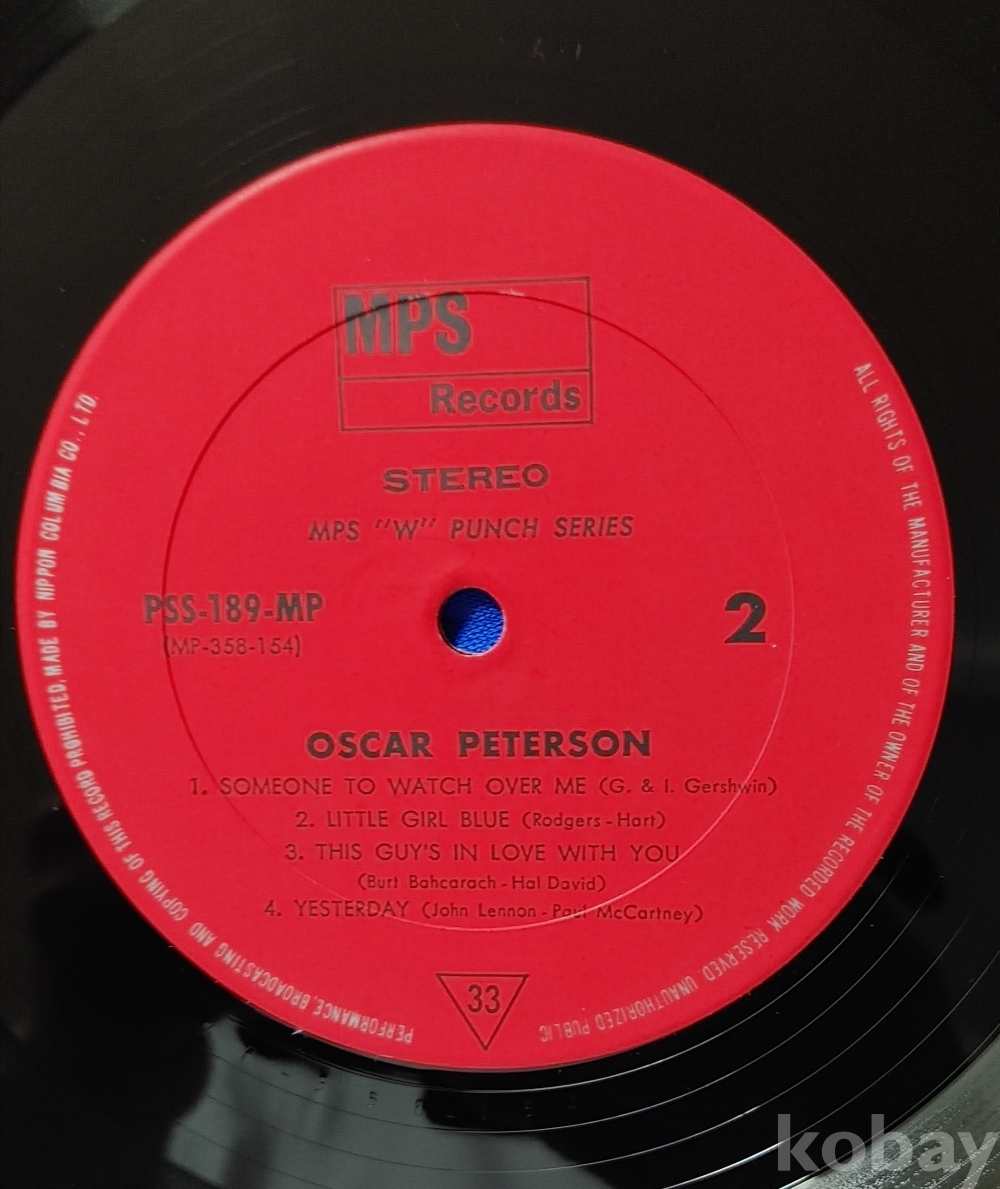 MPS
Records
STEREO
MPS "W" PUNCH SERIES
PSS-189-MP
(MP-358-154)
2
OSCAR PETERSON
1. SOMEONE TO WATCH OVER ME (G. & I. Gershwin)
2. LITTLE GIRL BLUE (Rodgers-Hart)
3. THIS GUY'S IN LOVE WITH YOU
(Burt Bahcarach-Hal David)
4. YESTERDAY (John Lennon-Paul McCartney)
33
ALL RIGHTS OF THE MANUFACTURER AND OF THE OWNER OF THE RECORDED WORK RESERVED. UNAUTHORIZED PUBLIC PERFORMANCE, BROADCASTING AND COPYING OF THIS RECORD PROHIBITED, MADE BY NIPPON COLUMBIA CO., LTD.
kobay